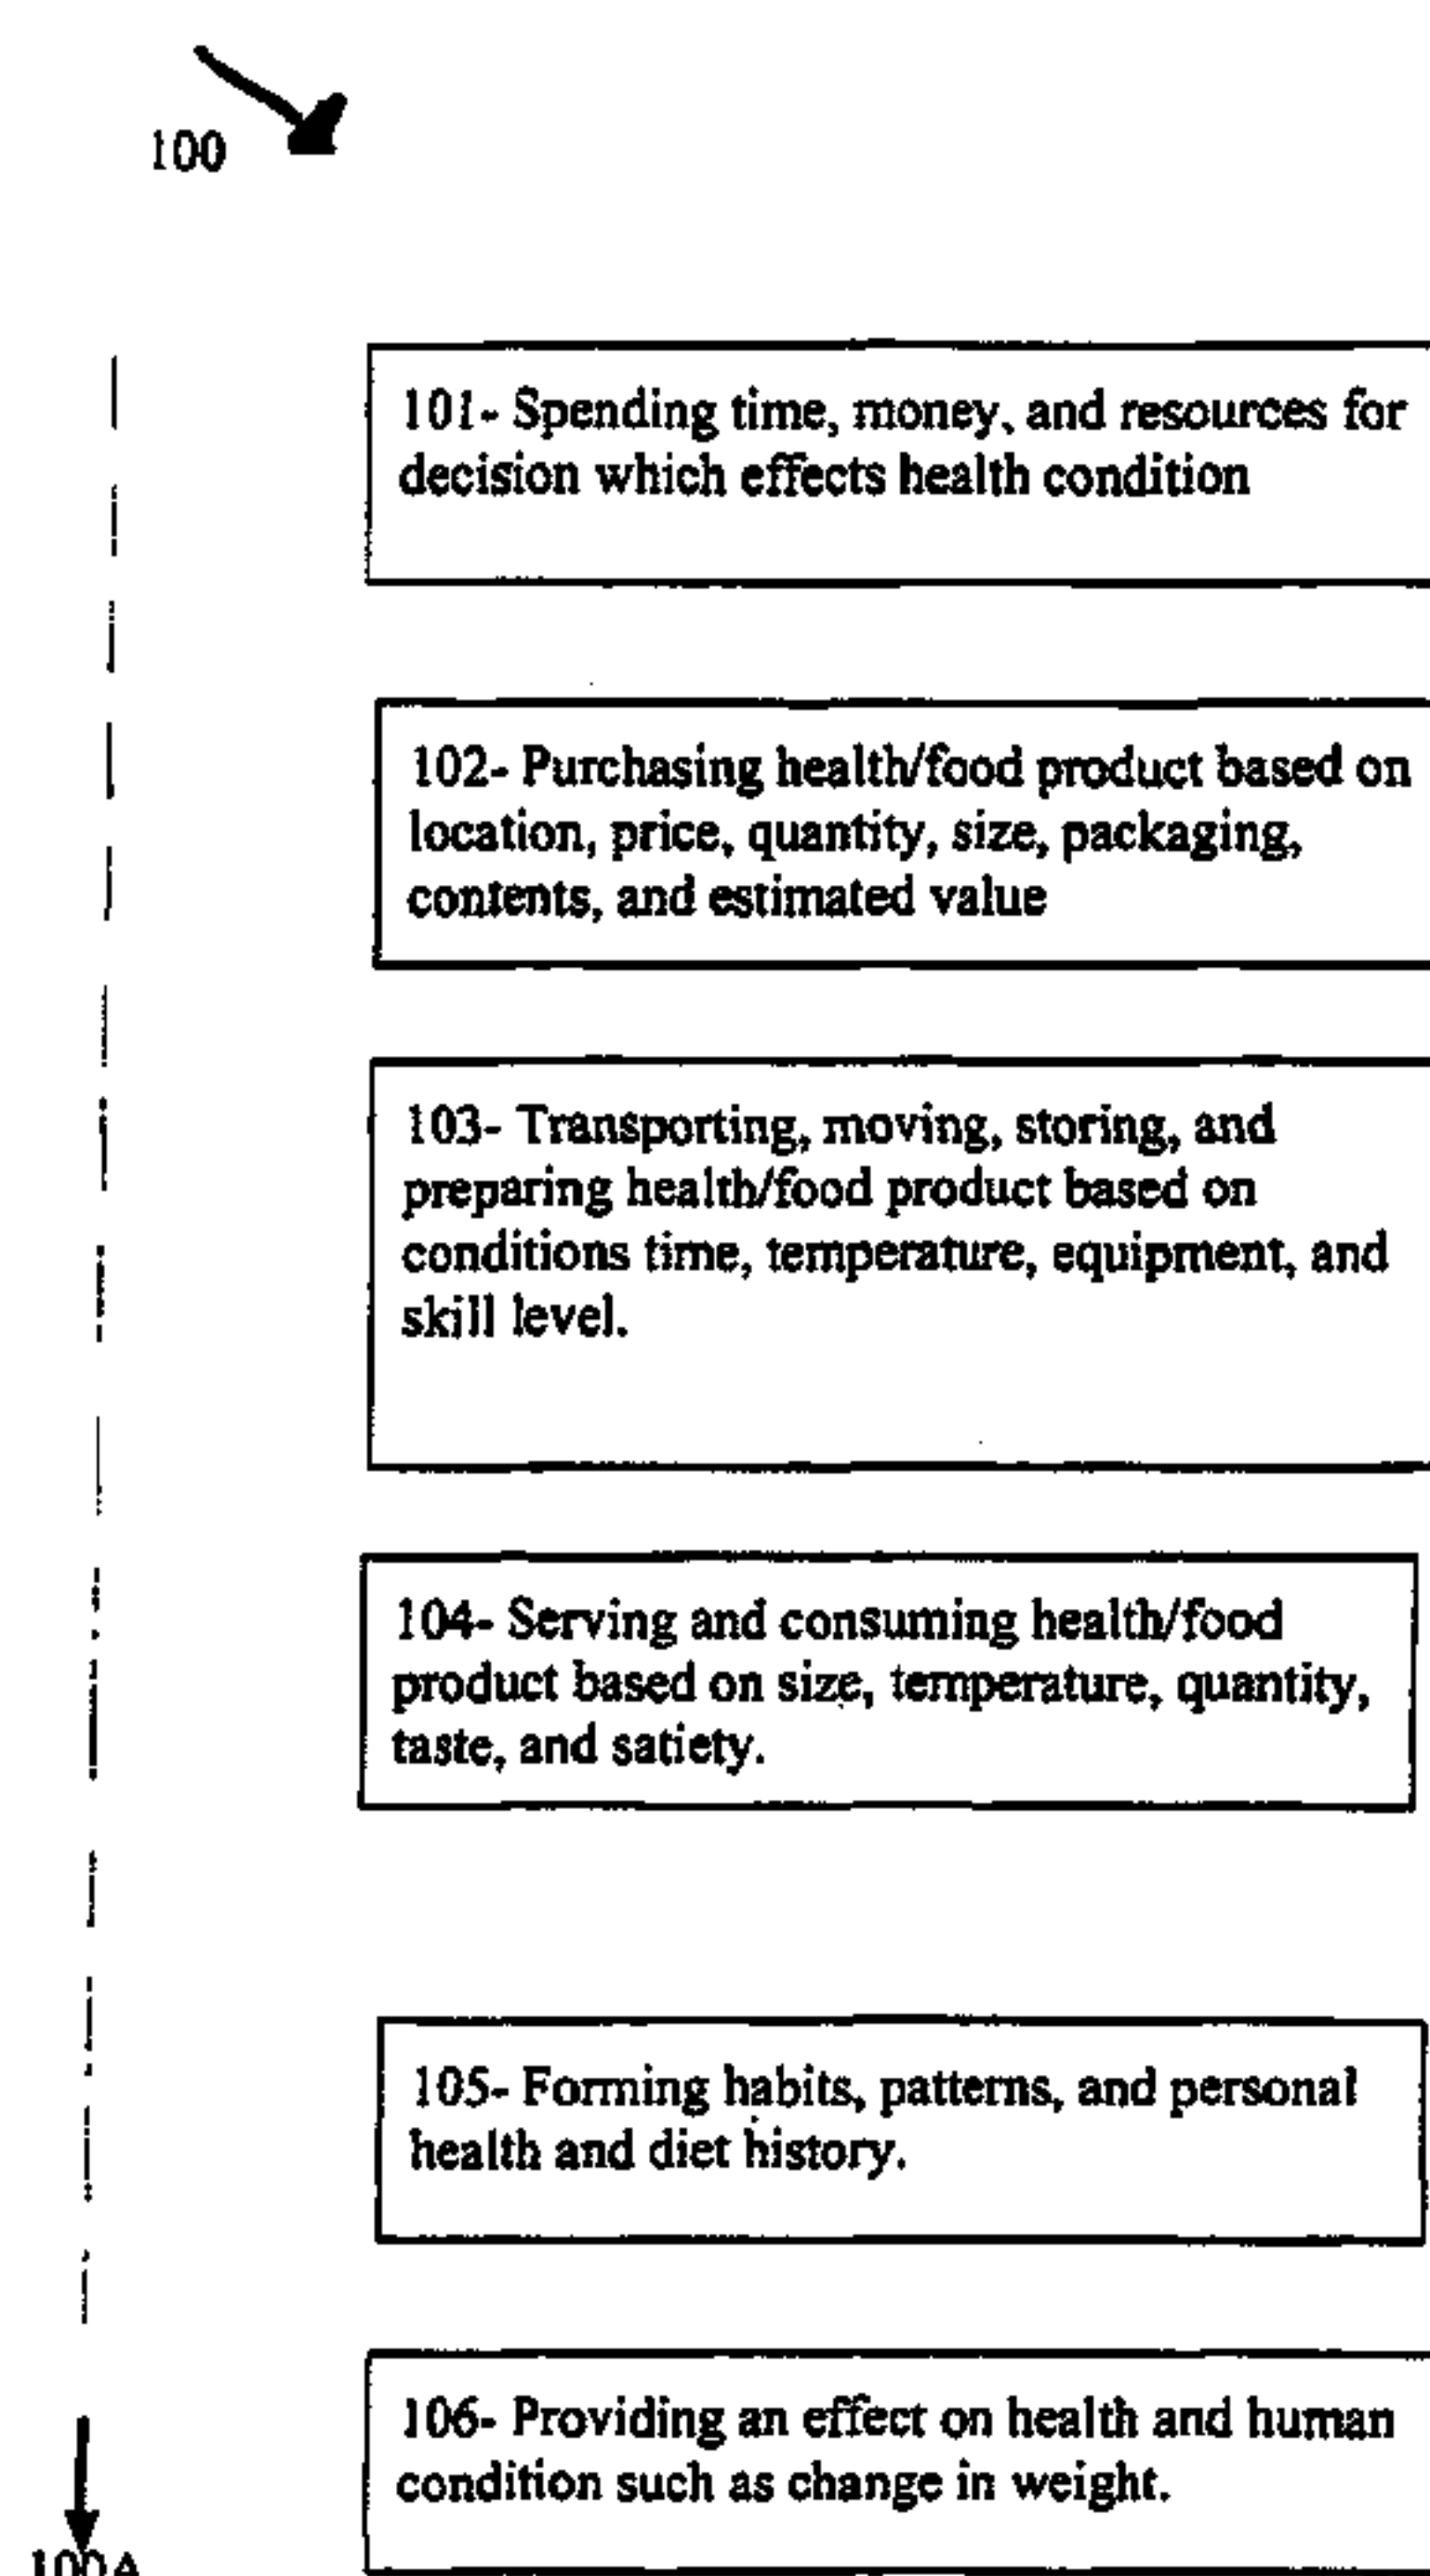 100
101- Spending time, money, and resources for
decision which effects health condition
102- Purchasing health/food product based on
location, price, quantity, size, packaging,
contents, and estimated value
103- Transporting, moving, storing, and
preparing health/food product based on
conditions time, temperature, equipment, and
skill level.
104- Serving and consuming health/food
product based on size, temperature, quantity,
taste, and satiety.
105- Forming habits, patterns, and personal
health and diet history.
106- Providing an effect on health and human
condition such as change in weight.
100A